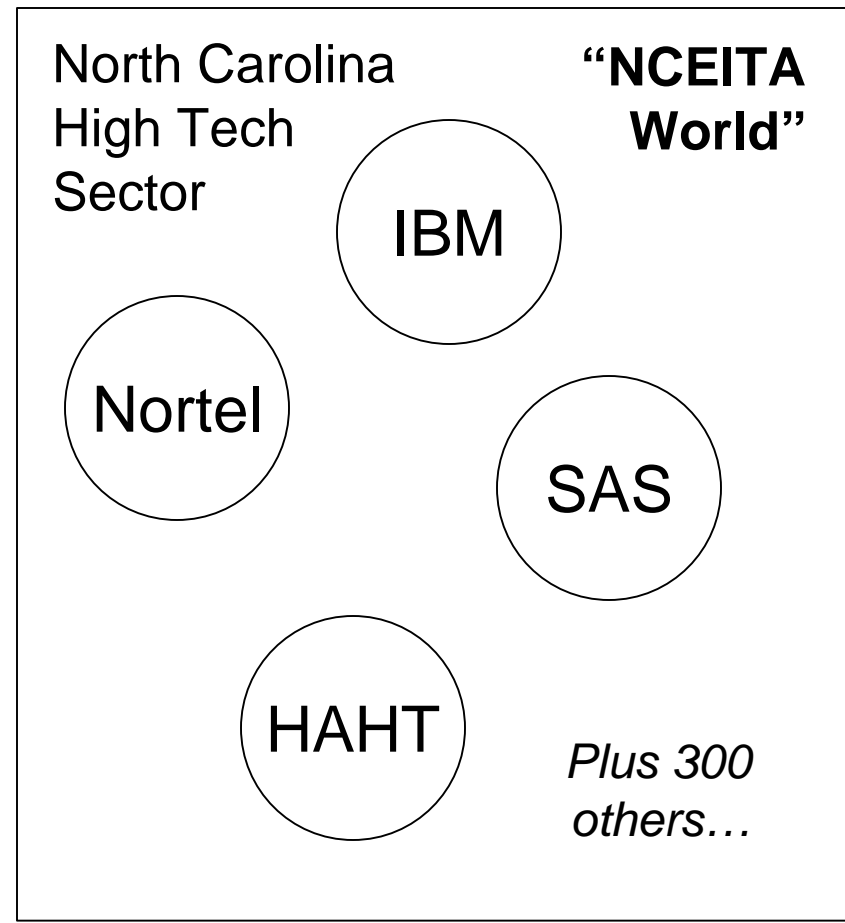 North Carolina
High Tech
Sector
“NCEITA
World”
IBM
Nortel
SAS
HAHT
Plus 300
others…